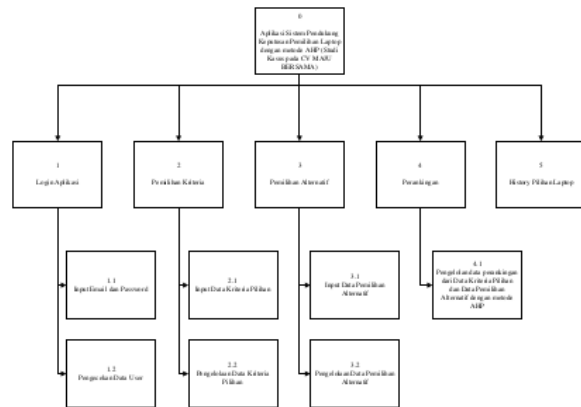 0
Aplikasi Sistem Pendukung
Keputusan Pemilihan Laptop
dengan metode AHP (Studi
Kasus pada CV MAJU
BERSAMA)
1
Login Aplikasi
2
Pemilihan Kriteria
3
Pemilihan Alternatif
4
Perankingan
5
History Pilihan Laptop
1.1
Input Email dan Password
2.1
Input Data Kriteria Pilihan
3.1
Input Data Pemilihan
Alternatif
4.1
Pengelolan data perankingan
dari Data Kriteria Pilihan
dan Data Pemilihan
Alternatif dengan metode
AHP
1.2
Pengecekan Data User
2.2
Pengelolaan Data Kriteria
Pilihan
3.2
Pengelolaan Data Pemilihan
Alternatif